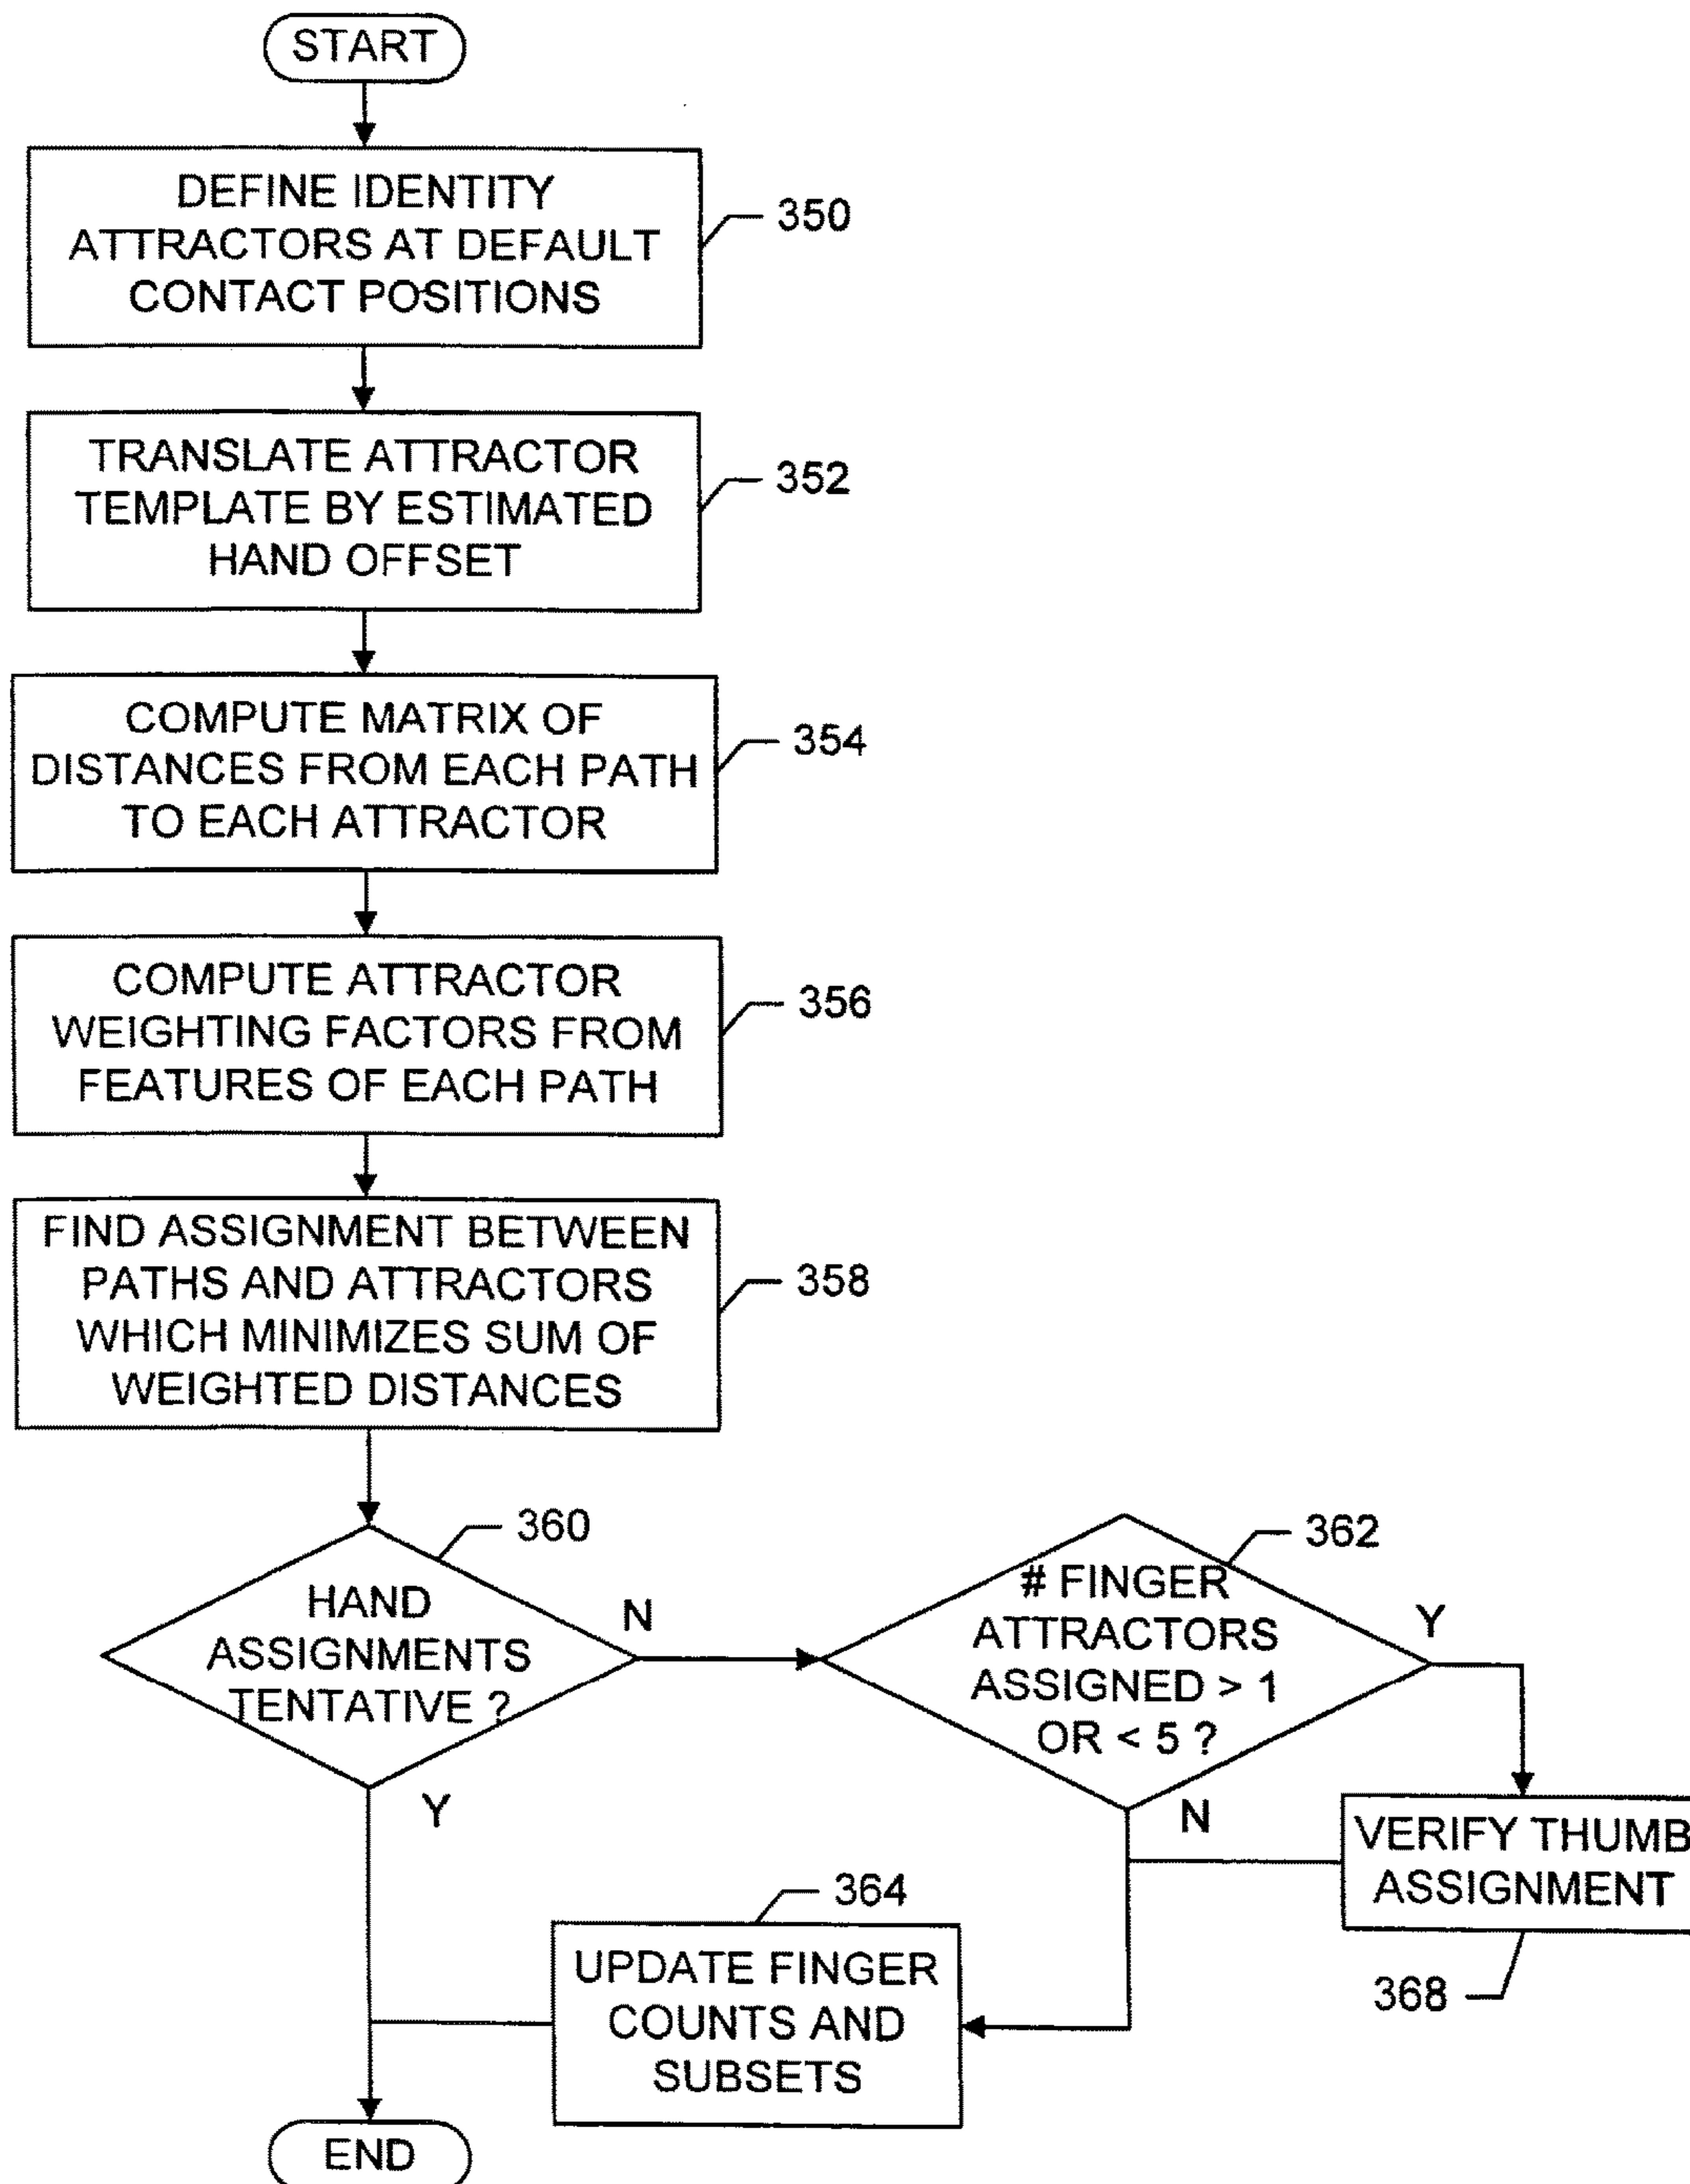 START
DEFINE IDENTITY
ATTRACTORS AT DEFAULT
CONTACT POSITIONS
350
TRANSLATE ATTRACTOR
TEMPLATE BY ESTIMATED
HAND OFFSET
352
COMPUTE MATRIX OF
DISTANCES FROM EACH PATH
TO EACH ATTRACTOR
354
COMPUTE ATTRACTOR
WEIGHTING FACTORS FROM
FEATURES OF EACH PATH
356
FIND ASSIGNMENT BETWEEN
PATHS AND ATTRACTORS
WHICH MINIMIZES SUM OF
WEIGHTED DISTANCES
358
360
HAND
ASSIGNMENTS
TENTATIVE ?
N
Y
362
# FINGER
ATTRACTORS
ASSIGNED > 1
OR < 5 ?
Y
N
VERIFY THUMB
ASSIGNMENT
368
364
UPDATE FINGER
COUNTS AND
SUBSETS
END